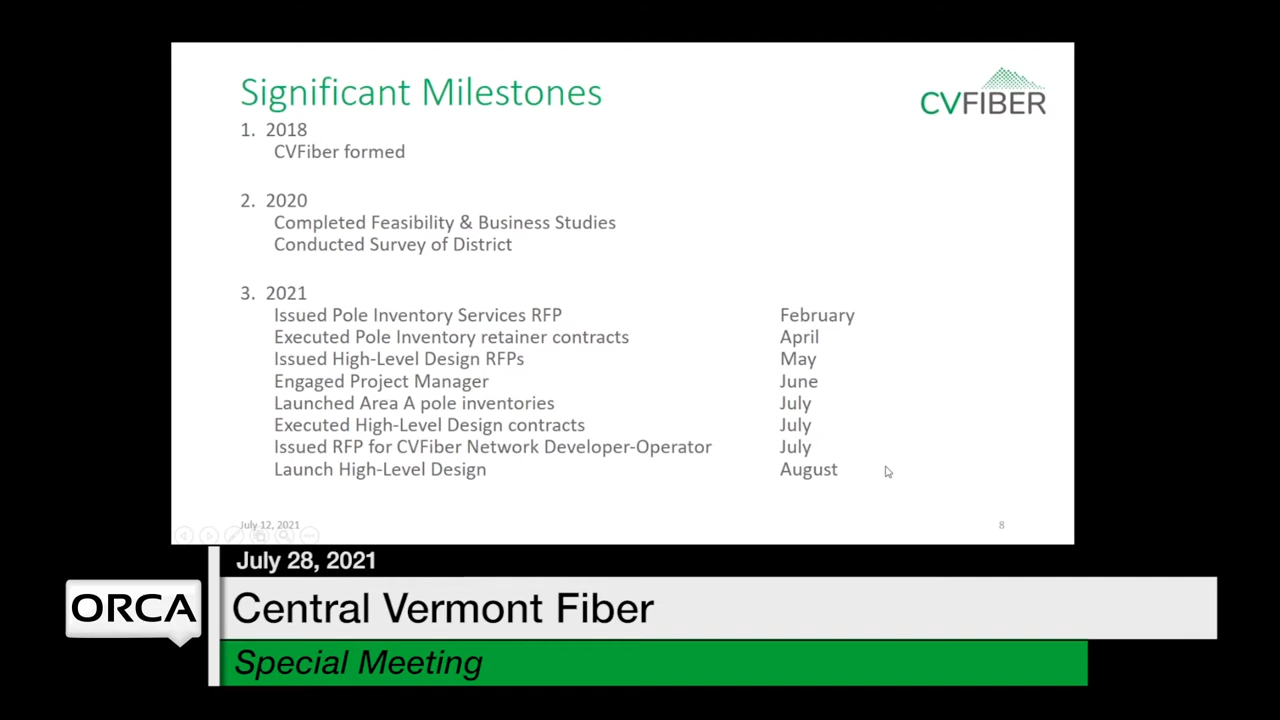 Significant Milestones
CVFIBER
1. 2018
CVFiber formed
2. 2020
Completed Feasibility & Business Studies
Conducted Survey of District
3. 2021
Issued Pole Inventory Services RFP February
Executed Pole Inventory retainer contracts April
Issued High-Level Design RFPs May
Engaged Project Manager June
Launched Area A pole inventories July
Executed High-Level Design contracts July
Issued RFP for CVFiber Network Developer-Operator July
Launch High-Level Design August
July 12, 2021 8
July 28, 2021
ORCA
Central Vermont Fiber
Special Meeting